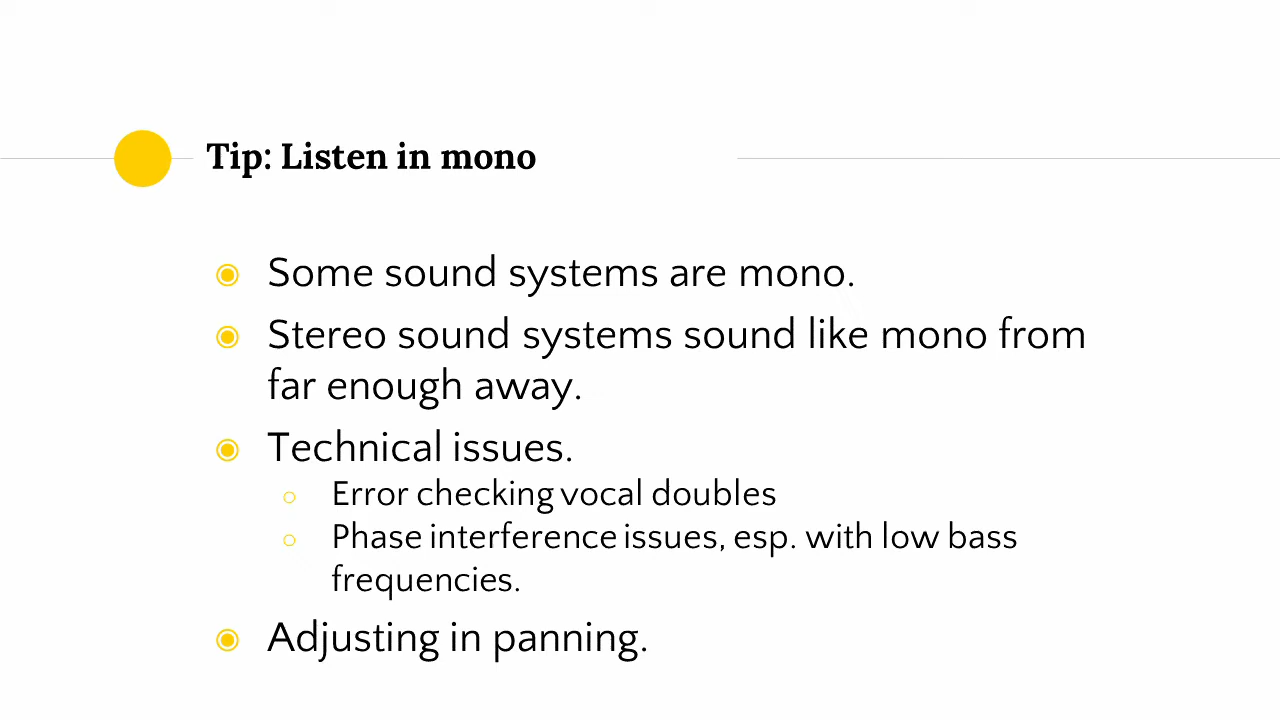 Tip: Listen in mono
Some sound systems are mono.
Stereo sound systems sound like mono from
far enough away.
Technical issues.
Error checking vocal doubles
Phase interference issues, esp. with low bass
frequencies.
Adjusting in panning.